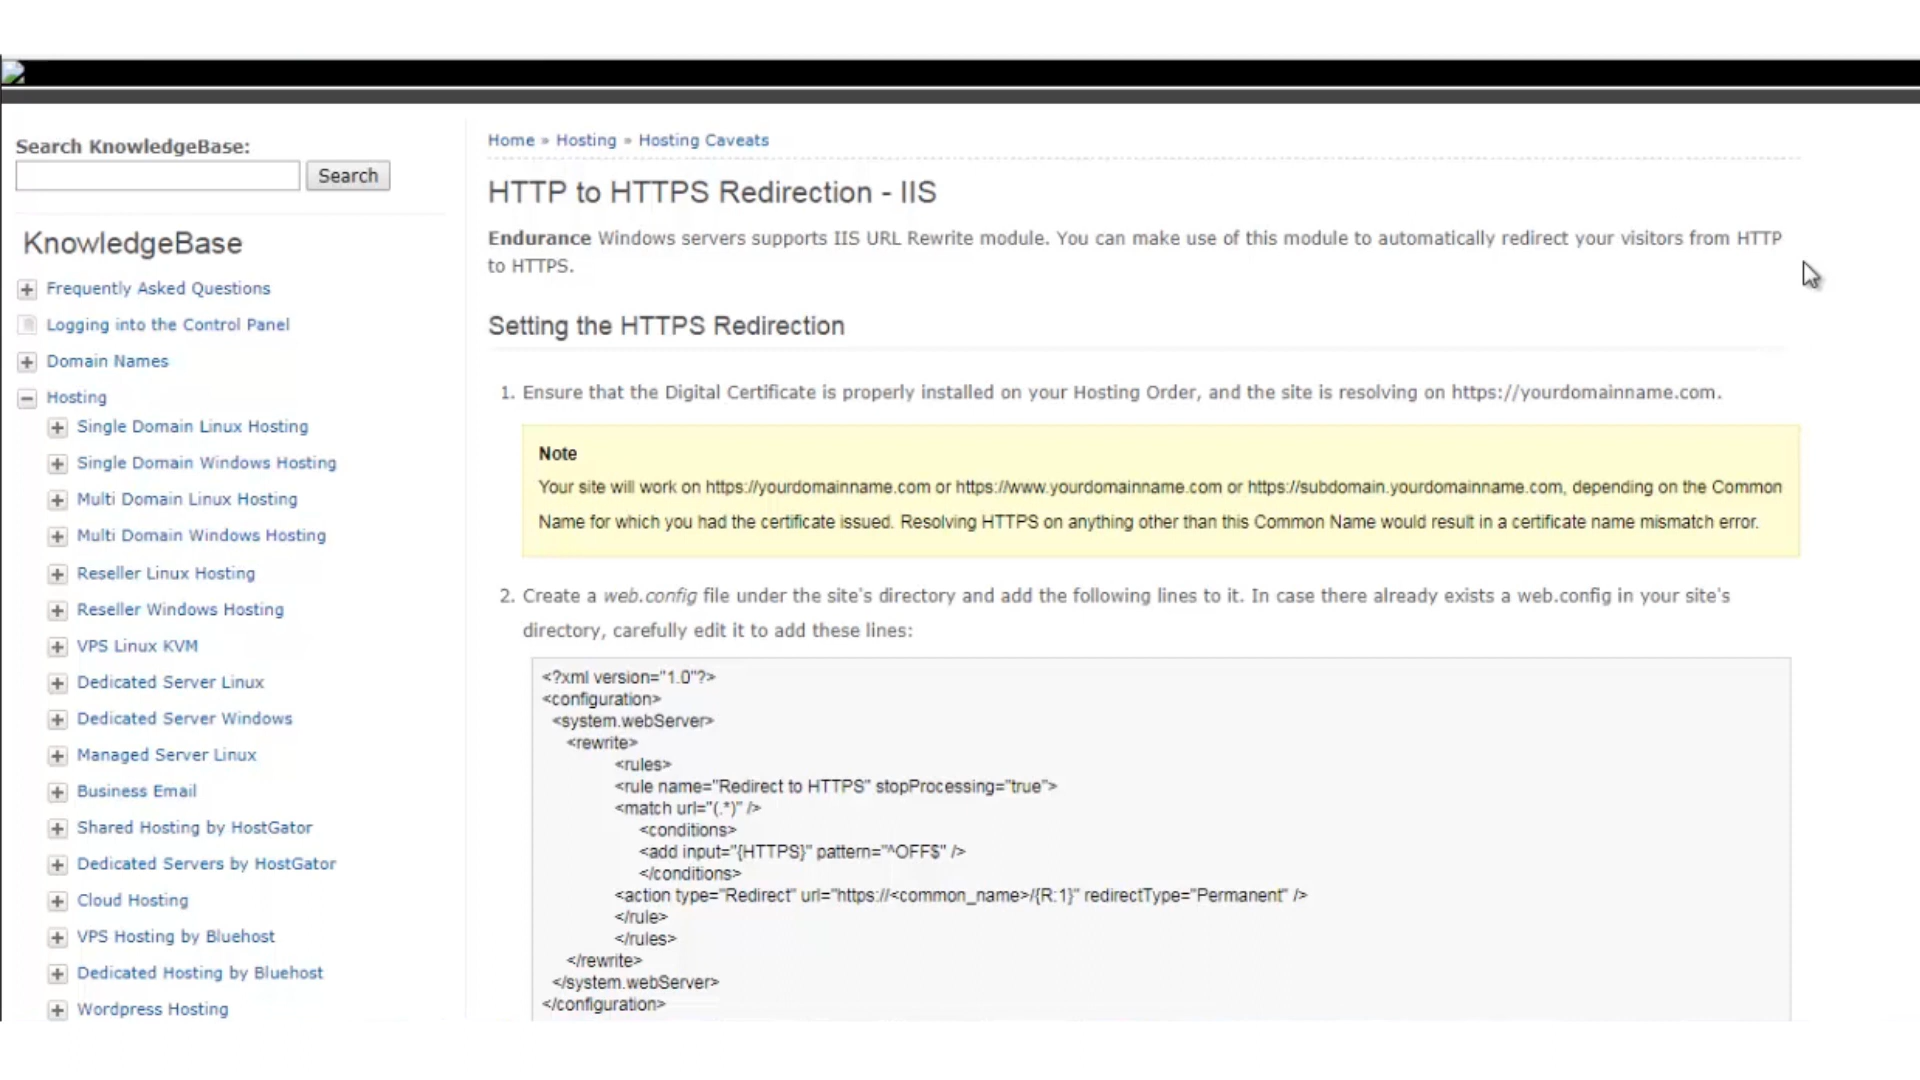 Search KnowledgeBase:
Search
KnowledgeBase
Frequently Asked Questions
Logging into the Control Panel
Domain Names
Hosting
Single Domain Linux Hosting
Single Domain Windows Hosting
Multi Domain Linux Hosting
Multi Domain Windows Hosting
Reseller Linux Hosting
Reseller Windows Hosting
VPS Linux KVM
Dedicated Server Linux
Dedicated Server Windows
Managed Server Linux
Business Email
Shared Hosting by HostGator
Dedicated Servers by HostGator
Cloud Hosting
VPS Hosting by Bluehost
Dedicated Hosting by Bluehost
Wordpress Hosting
Home » Hosting » Hosting Caveats
HTTP to HTTPS Redirection - IIS
Endurance Windows servers supports IIS URL Rewrite module. You can make use of this module to automatically redirect your visitors from HTTP
to HTTPS.
Setting the HTTPS Redirection
1. Ensure that the Digital Certificate is properly installed on your Hosting Order, and the site is resolving on https://yourdomainname.com.
Note
Your site will work on https://yourdomainname.com or https://www.yourdomainname.com or https://subdomain.yourdomainname.com, depending on the Common
Name for which you had the certificate issued. Resolving HTTPS on anything other than this Common Name would result in a certificate name mismatch error.
2. Create a web.config file under the site's directory and add the following lines to it. In case there already exists a web.config in your site's
directory, carefully edit it to add these lines:
<?xml version="1.0"?>
<configuration>
<system.webServer>
<rewrite>
<rules>
<rule name="Redirect to HTTPS" stopProcessing="true">
<match url="(.*)" />
<conditions>
<add input="{HTTPS}" pattern="^OFF$" />
</conditions>
<action type="Redirect" url="https://<common_name>/{R:1}" redirectType="Permanent" />
</rule>
</rules>
</rewrite>
</system.webServer>
</configuration>